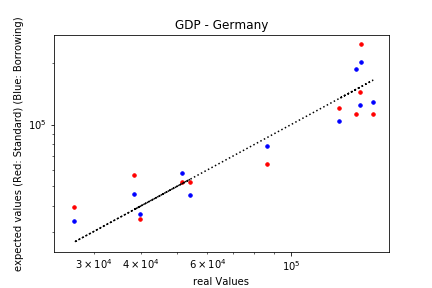 GDP - Germany
expected values (Red: Standard) (Blue: Borrowing)
10⁵
3 × 10⁴
4 × 10⁴
6 × 10⁴
10⁵
real Values